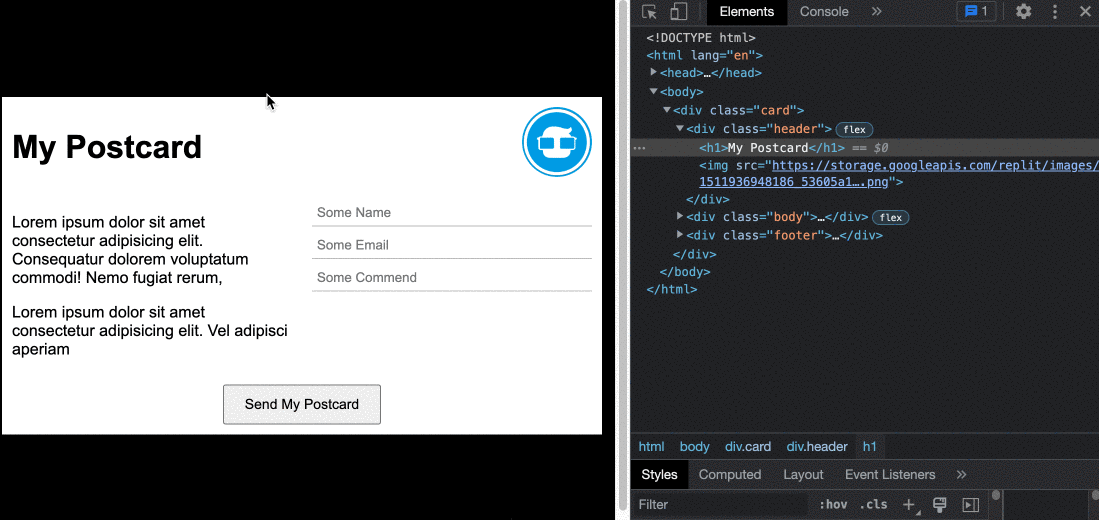 My Postcard
Lorem ipsum dolor sit amet
consectetur adipisicing elit.
Consequatur dolorem voluptatum
commodi! Nemo fugiat rerum,
Lorem ipsum dolor sit amet
consectetur adipisicing elit. Vel adipisci
aperiam
Some Name
Some Email
Some Commend
Send My Postcard
Elements Console » 1
<!DOCTYPE html>
<html lang="en">
<head>…</head>
<body>
<div class="card">
<div class="header"> flex
… <h1>My Postcard</h1> == $0
<img src="https://storage.googleapis.com/replit/images/
1511936948186_53605a1….png">
</div>
<div class="body">…</div> flex
<div class="footer">…</div>
</div>
</body>
</html>
html body div.card div.header h1
Styles Computed Layout Event Listeners »
Filter :hov .cls